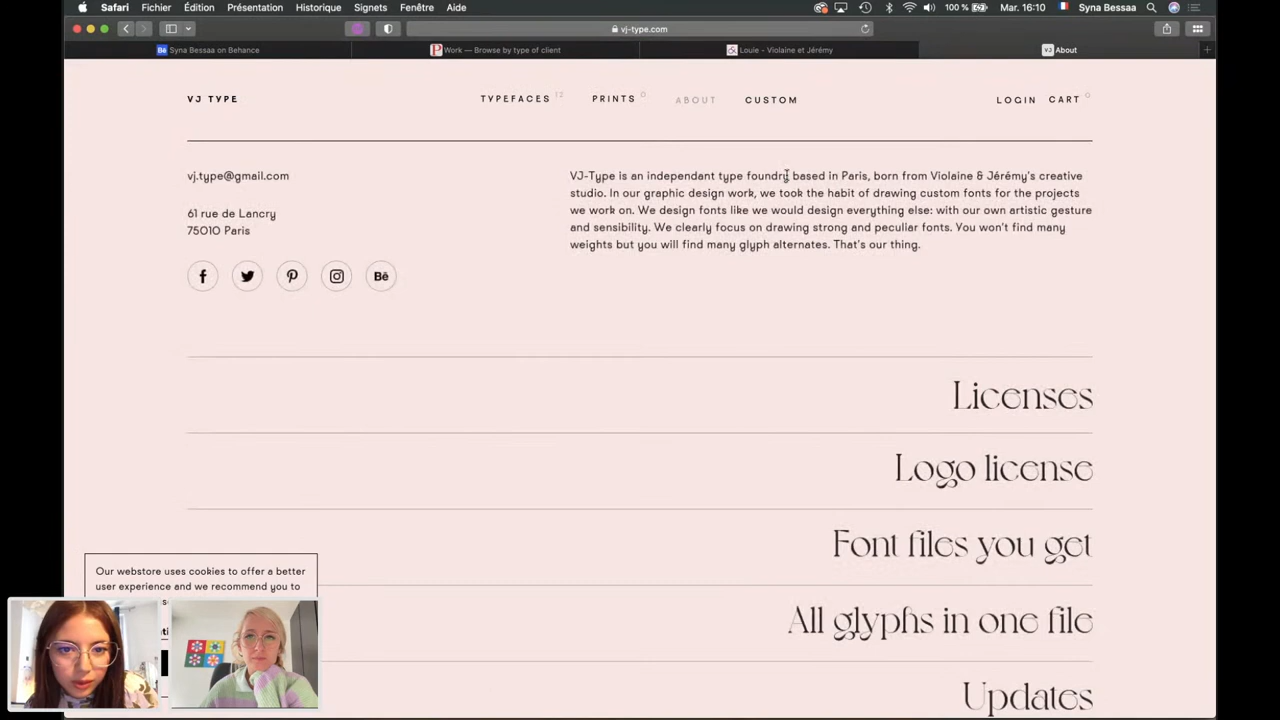 Safari Fichier Édition Présentation Historique Signets Fenêtre Aide 100 % Mar. 16:10 Syna Bessaa
vj-type.com
Syna Bessaa on Behance Work — Browse by type of client Louie - Violaine et Jérémy About
VJ TYPE TYPEFACES 12 PRINTS 0 ABOUT CUSTOM LOGIN CART 0
vj.type@gmail.com
61 rue de Lancry
75010 Paris
VJ-Type is an independant type foundry based in Paris, born from Violaine & Jérémy's creative
studio. In our graphic design work, we took the habit of drawing custom fonts for the projects
we work on. We design fonts like we would design everything else: with our own artistic gesture
and sensibility. We clearly focus on drawing strong and peculiar fonts. You won't find many
weights but you will find many glyph alternates. That's our thing.
Bē
Licenses
Logo license
Font files you get
All glyphs in one file
Updates
Our webstore uses cookies to offer a better
user experience and we recommend you to